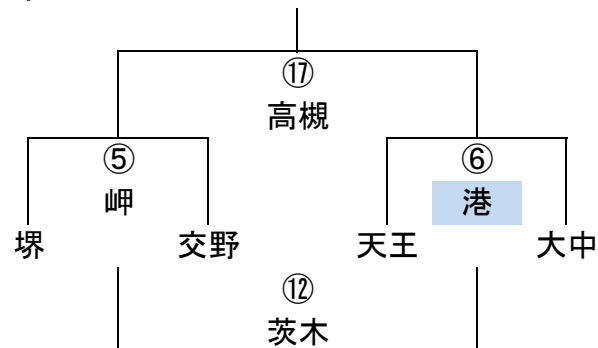 ⑰
高槻
⑤ ⑥
岬 港
堺 交野 天王 大中
⑫
茨木